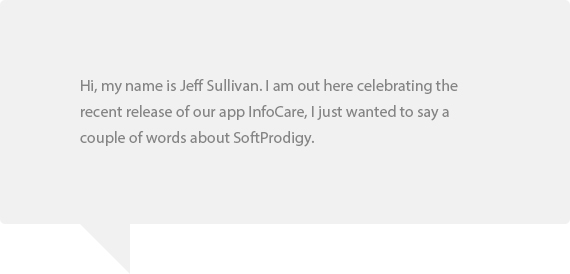 Hi, my name is Jeff Sullivan. I am out here celebrating the
recent release of our app InfoCare, I just wanted to say a
couple of words about SoftProdigy.